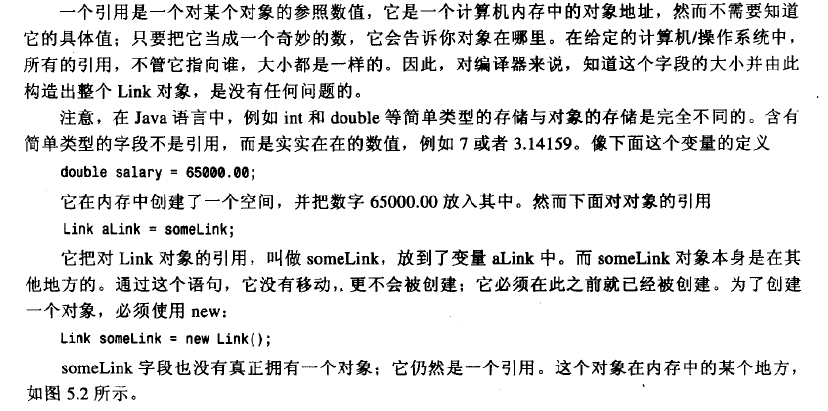 一个引用是一个对某个对象的参照数值，它是一个计算机内存中的对象地址，然而不需要知道
它的具体值；只要把它当成一个奇妙的数，它会告诉你对象在哪里。在给定的计算机/操作系统中，
所有的引用，不管它指向谁，大小都是一样的。因此，对编译器来说，知道这个字段的大小并由此
构造出整个 Link 对象，是没有任何问题的。
注意，在 Java 语言中，例如 int 和 double 等简单类型的存储与对象的存储是完全不同的。含有
简单类型的字段不是引用，而是实实在在的数值，例如 7 或者 3.14159。像下面这个变量的定义
double salary = 65000.00;
它在内存中创建了一个空间，并把数字 65000.00 放入其中。然而下面对对象的引用
Link aLink = someLink;
它把对 Link 对象的引用，叫做 someLink，放到了变量 aLink 中。而 someLink 对象本身是在其
他地方的。通过这个语句，它没有移动，更不会被创建；它必须在此之前就已经被创建。为了创建
一个对象，必须使用 new：
Link someLink = new Link();
someLink 字段也没有真正拥有一个对象；它仍然是一个引用。这个对象在内存中的某个地方，
如图 5.2 所示。